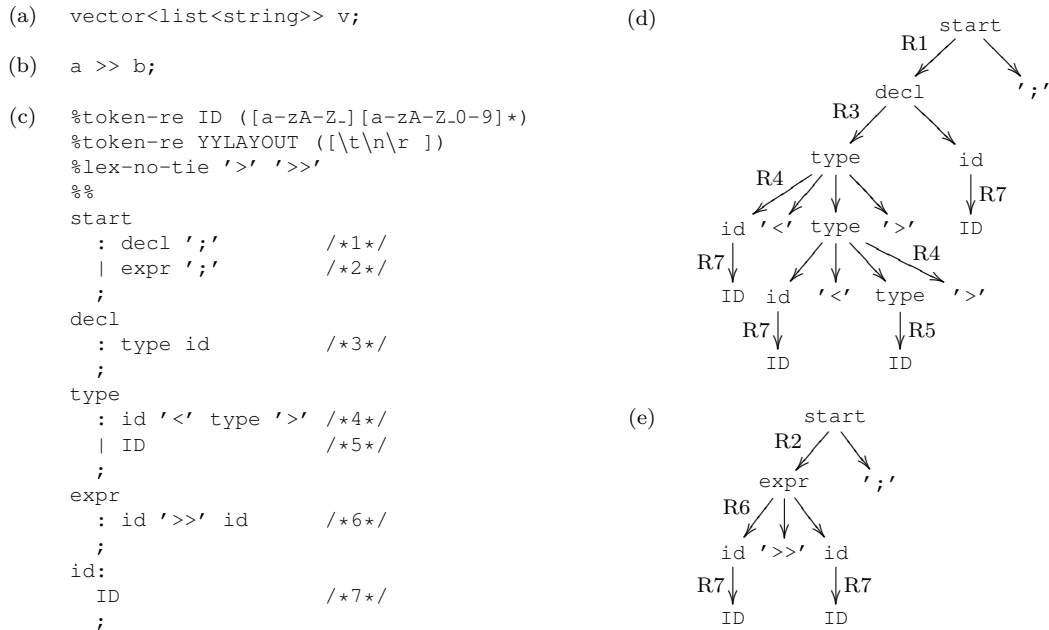 (a) vector<list<string>> v;
(b) a >> b;
(c) %token-re ID ([a-zA-Z_][a-zA-Z_0-9]*)
%token-re YYLAYOUT ([\t\n\r ])
%lex-no-tie '>' '>>'
%%
start
: decl ';' /*1*/
| expr ';' /*2*/
;
decl
: type id /*3*/
;
type
: id '<' type '>' /*4*/
| ID /*5*/
;
expr
: id '>>' id /*6*/
;
id:
ID /*7*/
;
(d) start
R1
decl ';'
R3
type id
R4 R7
id '<' type '>' ID
R7 R4
ID id '<' type '>'
R7 R5
ID ID
(e) start
R2
expr ';'
R6
id '>>' id
R7 R7
ID ID